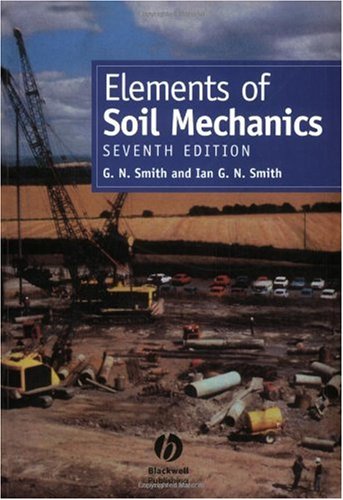 Elements of
Soil Mechanics
SEVENTH EDITION
G. N. Smith and Ian G. N. Smith
Blackwell
Publishing